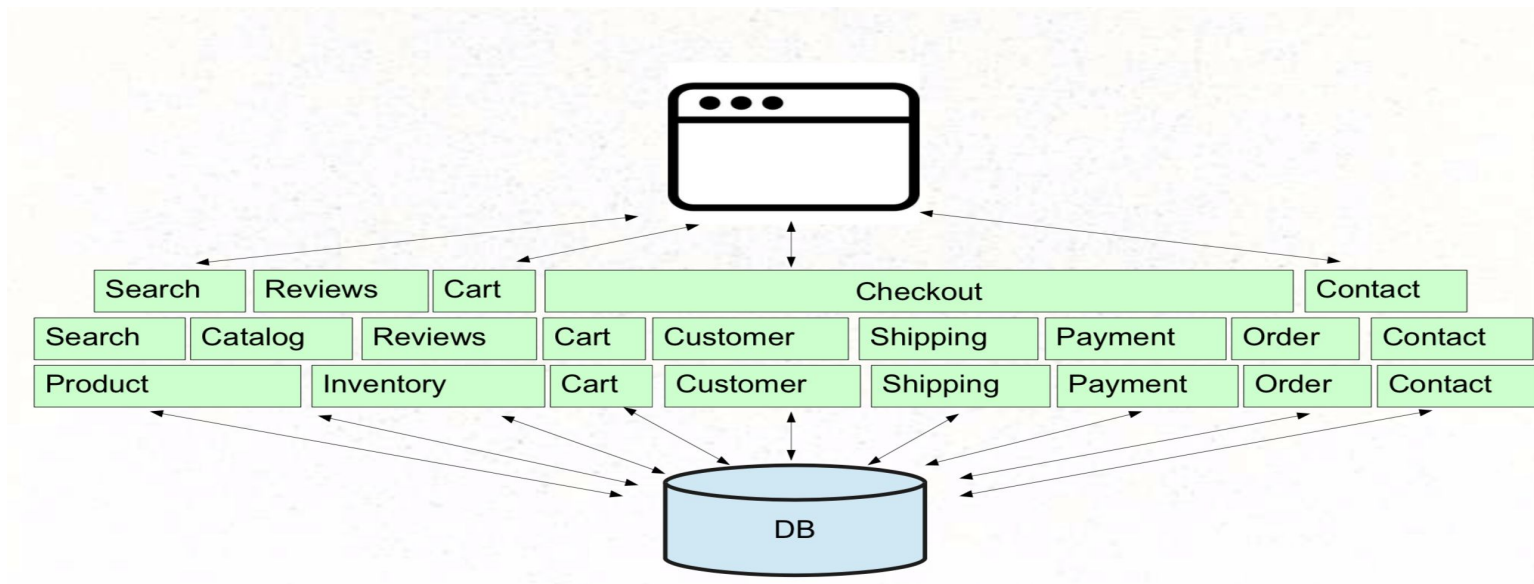 Search Reviews Cart Checkout Contact
Search Catalog Reviews Cart Customer Shipping Payment Order Contact
Product Inventory Cart Customer Shipping Payment Order Contact
DB